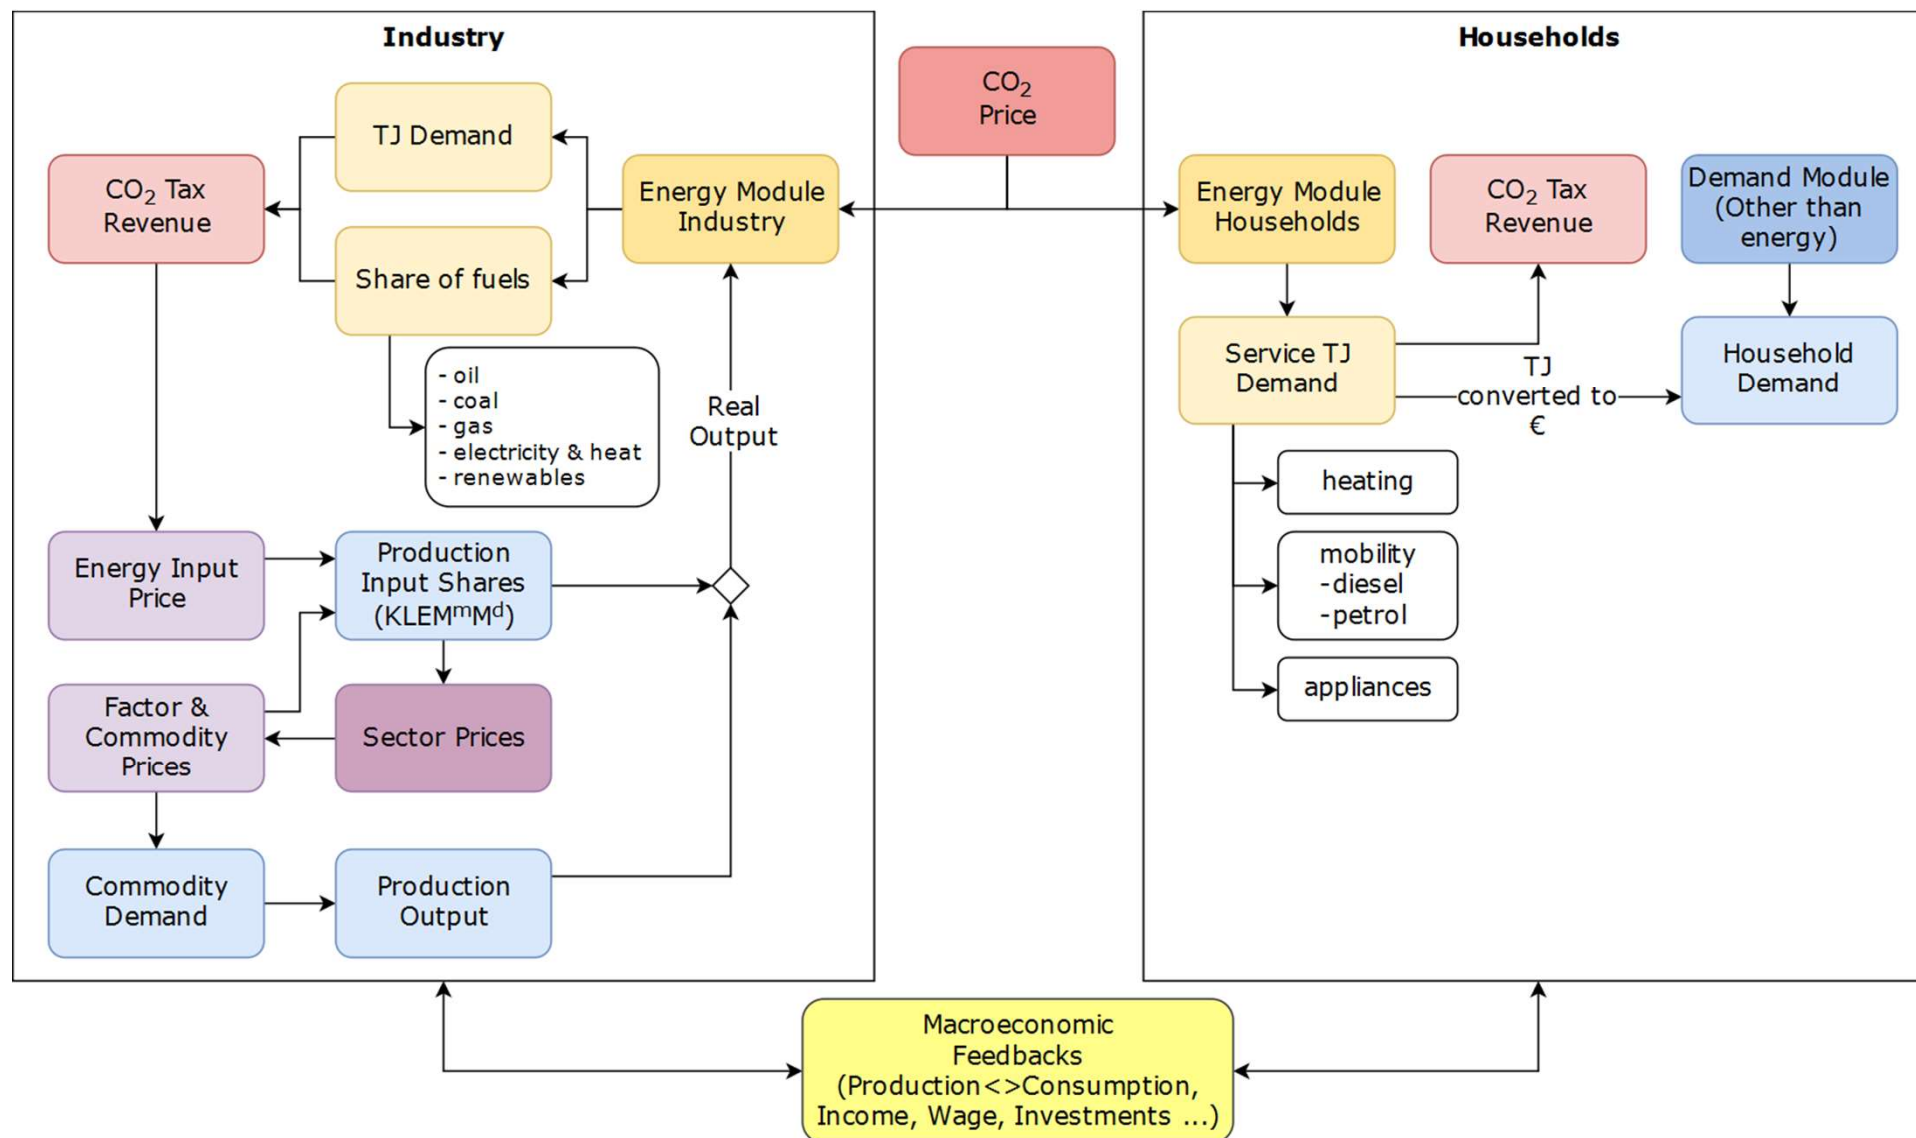 Industry
TJ Demand
CO₂ Tax
Revenue
Share of fuels
Energy Module
Industry
- oil
- coal
- gas
- electricity & heat
- renewables
Real
Output
Energy Input
Price
Production
Input Shares
(KLEMᵐMᵈ)
Factor &
Commodity
Prices
Sector Prices
Commodity
Demand
Production
Output
CO₂
Price
Households
Energy Module
Households
CO₂ Tax
Revenue
Demand Module
(Other than
energy)
Service TJ
Demand
TJ
converted to
€
Household
Demand
heating
mobility
-diesel
-petrol
appliances
Macroeconomic
Feedbacks
(Production<>Consumption,
Income, Wage, Investments ...)